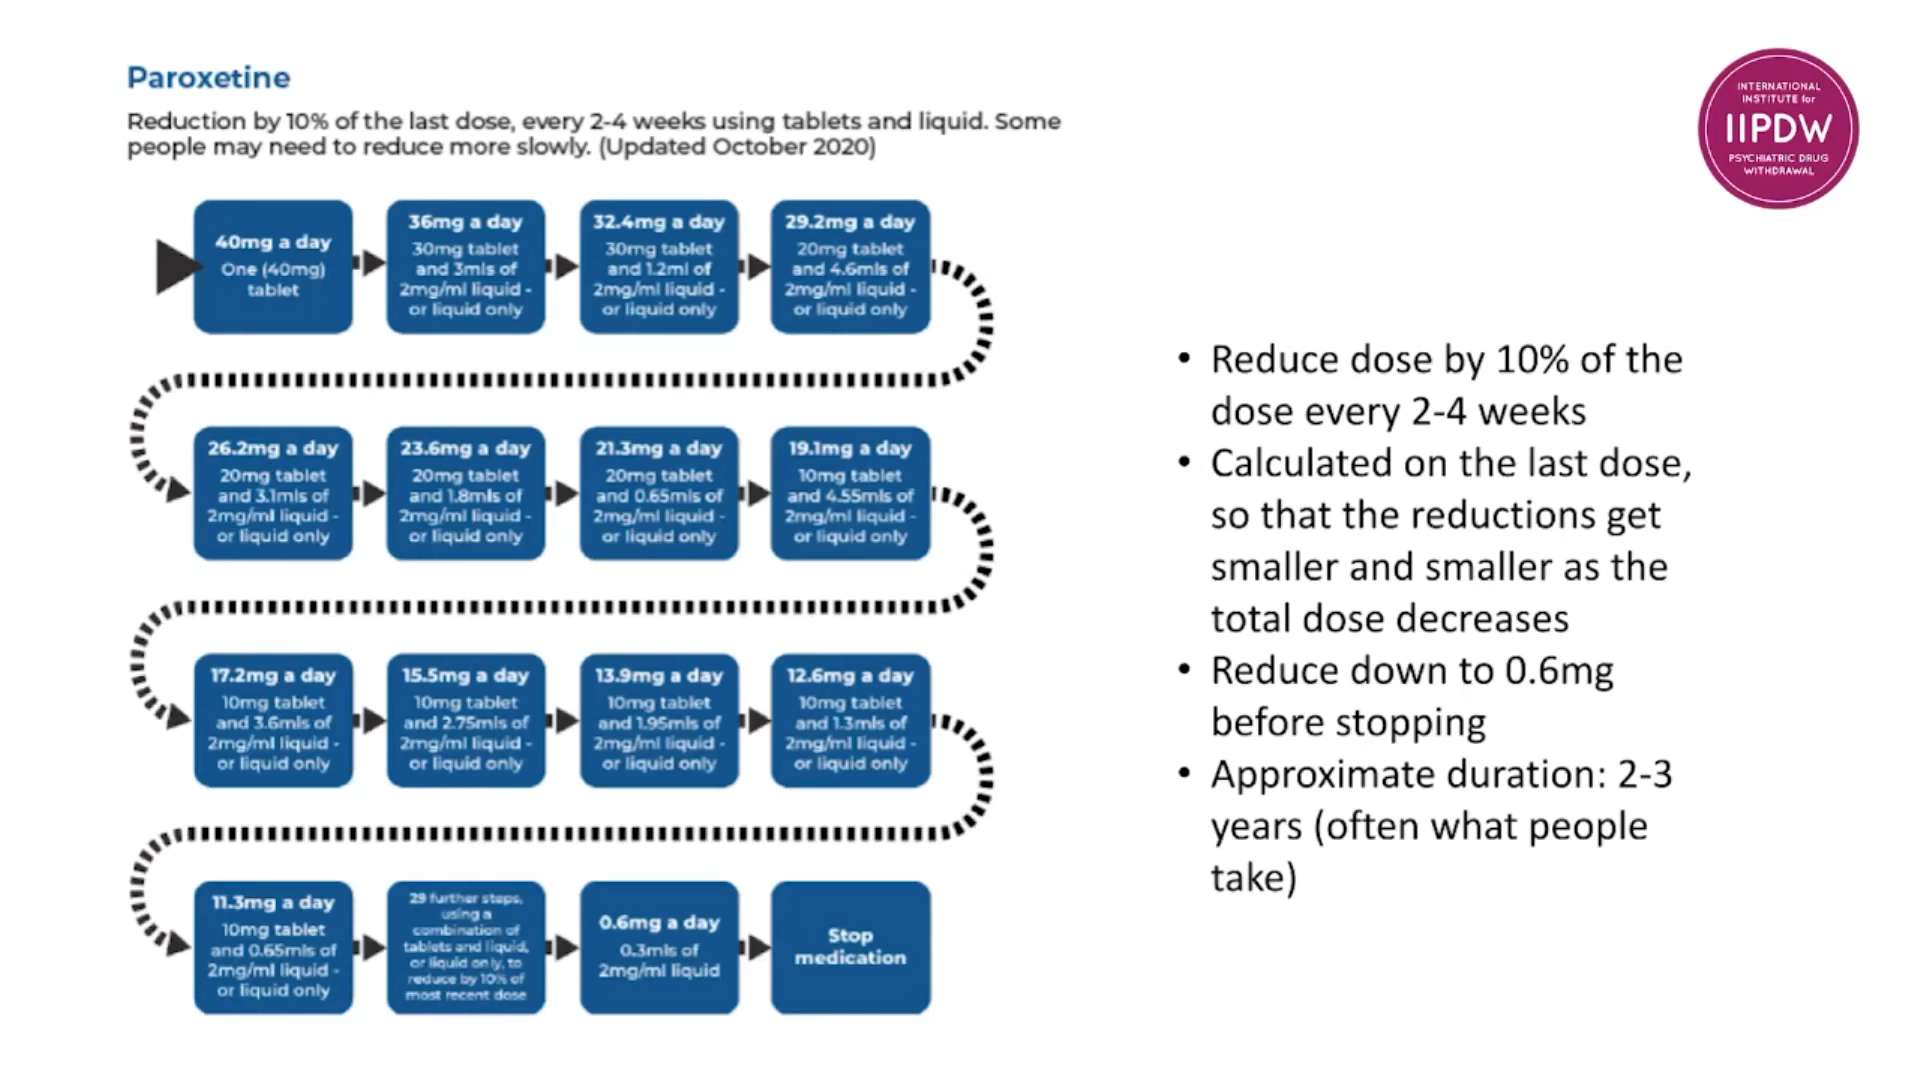 Paroxetine
Reduction by 10% of the last dose, every 2-4 weeks using tablets and liquid. Some
people may need to reduce more slowly. (Updated October 2020)
40mg a day
One (40mg)
tablet
36mg a day
30mg tablet
and 3mls of
2mg/ml liquid -
or liquid only
32.4mg a day
30mg tablet
and 1.2ml of
2mg/ml liquid -
or liquid only
29.2mg a day
20mg tablet
and 4.6mls of
2mg/ml liquid -
or liquid only
26.2mg a day
20mg tablet
and 3.1mls of
2mg/ml liquid -
or liquid only
23.6mg a day
20mg tablet
and 1.8mls of
2mg/ml liquid -
or liquid only
21.3mg a day
20mg tablet
and 0.65mls of
2mg/ml liquid -
or liquid only
19.1mg a day
10mg tablet
and 4.55mls of
2mg/ml liquid -
or liquid only
17.2mg a day
10mg tablet
and 3.6mls of
2mg/ml liquid -
or liquid only
15.5mg a day
10mg tablet
and 2.75mls of
2mg/ml liquid -
or liquid only
13.9mg a day
10mg tablet
and 1.95mls of
2mg/ml liquid -
or liquid only
12.6mg a day
10mg tablet
and 1.3mls of
2mg/ml liquid -
or liquid only
11.3mg a day
10mg tablet
and 0.65mls of
2mg/ml liquid -
or liquid only
29 further steps,
using a
combination of
tablets and liquid,
or liquid only, to
reduce by 10% of
most recent dose
0.6mg a day
0.3mls of
2mg/ml liquid
Stop
medication
INTERNATIONAL
INSTITUTE for
IIPDW
PSYCHIATRIC DRUG
WITHDRAWAL
• Reduce dose by 10% of the
dose every 2-4 weeks
• Calculated on the last dose,
so that the reductions get
smaller and smaller as the
total dose decreases
• Reduce down to 0.6mg
before stopping
• Approximate duration: 2-3
years (often what people
take)